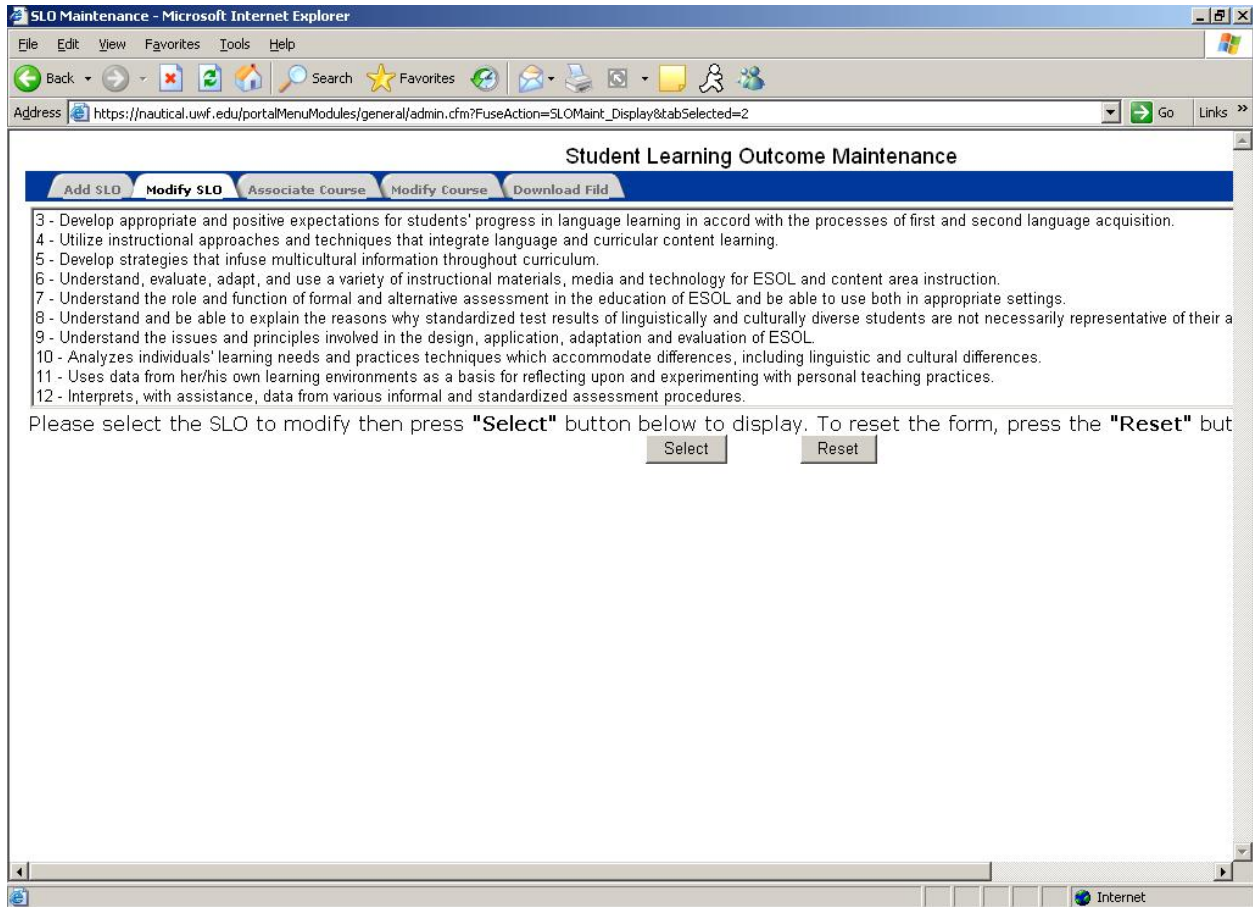 SLO Maintenance - Microsoft Internet Explorer
File Edit View Favorites Tools Help
Back Search Favorites
Address https://nautical.uwf.edu/portalMenuModules/general/admin.cfm?FuseAction=SLOMaint_Display&tabSelected=2 Go Links »
Student Learning Outcome Maintenance
Add SLO Modify SLO Associate Course Modify Course Download Fild
3 - Develop appropriate and positive expectations for students' progress in language learning in accord with the processes of first and second language acquisition.
4 - Utilize instructional approaches and techniques that integrate language and curricular content learning.
5 - Develop strategies that infuse multicultural information throughout curriculum.
6 - Understand, evaluate, adapt, and use a variety of instructional materials, media and technology for ESOL and content area instruction.
7 - Understand the role and function of formal and alternative assessment in the education of ESOL and be able to use both in appropriate settings.
8 - Understand and be able to explain the reasons why standardized test results of linguistically and culturally diverse students are not necessarily representative of their a
9 - Understand the issues and principles involved in the design, application, adaptation and evaluation of ESOL.
10 - Analyzes individuals' learning needs and practices techniques which accommodate differences, including linguistic and cultural differences.
11 - Uses data from her/his own learning environments as a basis for reflecting upon and experimenting with personal teaching practices.
12 - Interprets, with assistance, data from various informal and standardized assessment procedures.
Please select the SLO to modify then press "Select" button below to display. To reset the form, press the "Reset" but
Select Reset
Internet